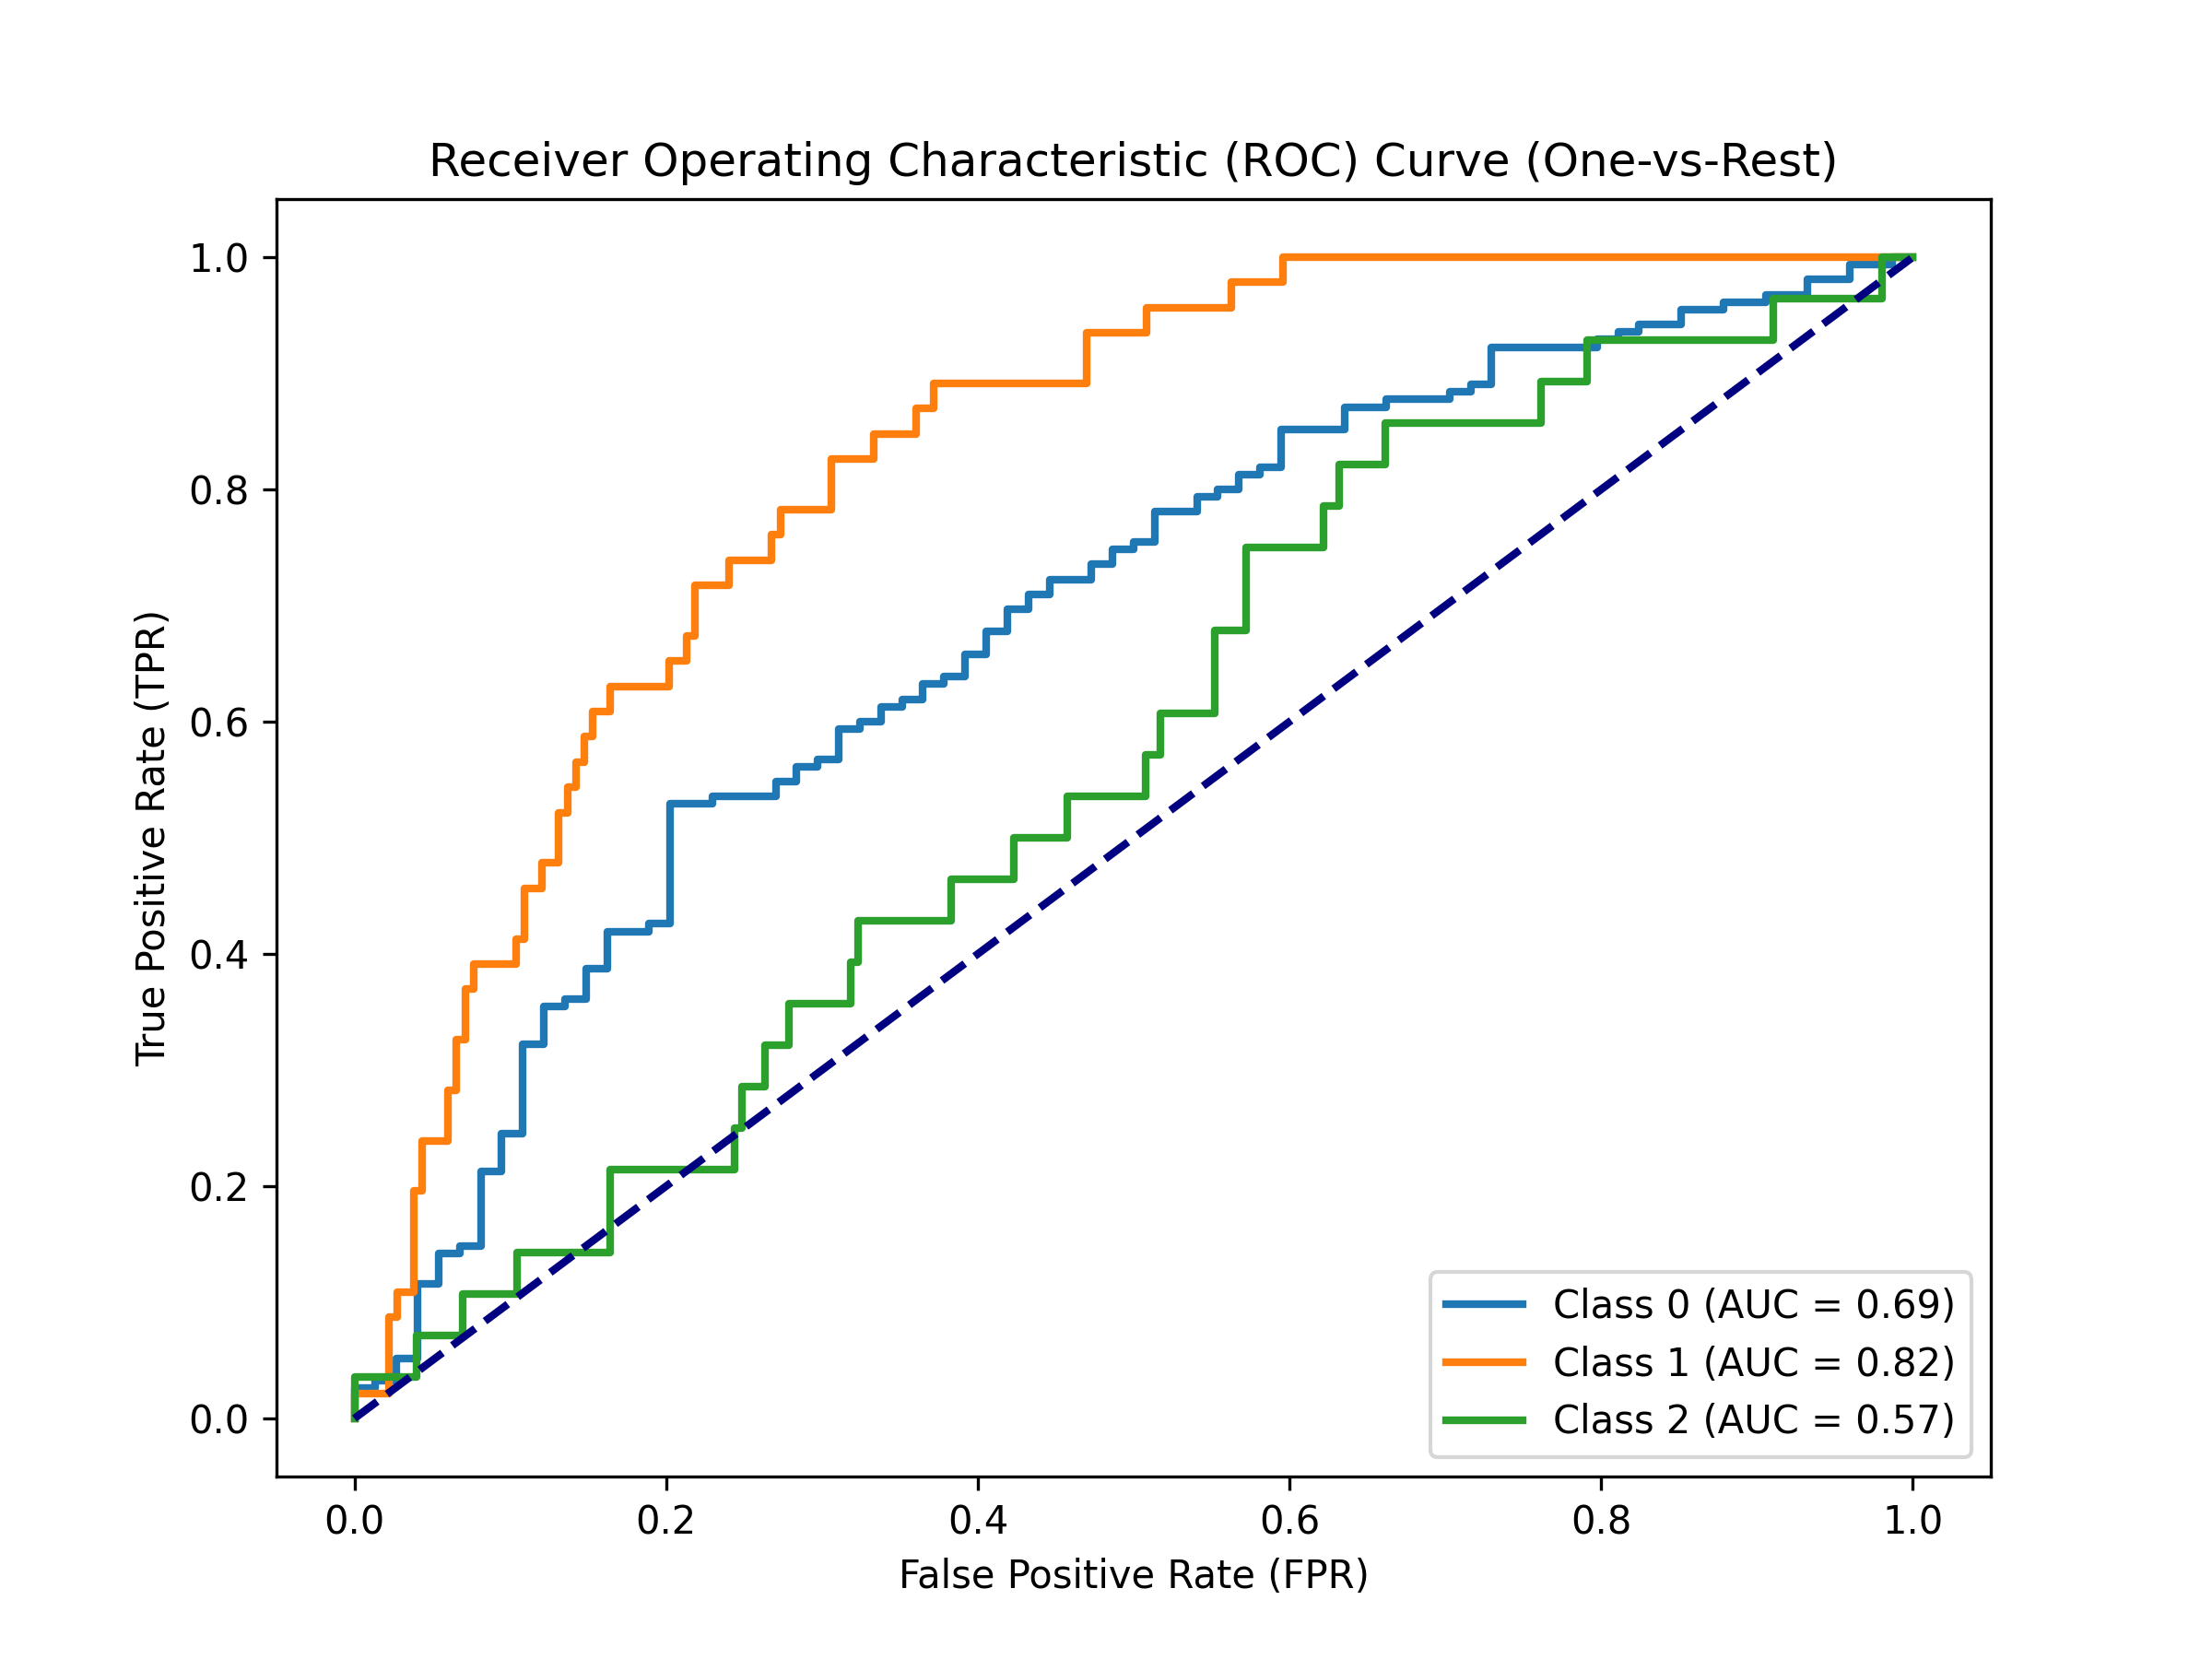 Receiver Operating Characteristic (ROC) Curve (One-vs-Rest)
1.0
0.8
0.6
0.4
0.2
0.0
True Positive Rate (TPR)
Class 0 (AUC = 0.69)
Class 1 (AUC = 0.82)
Class 2 (AUC = 0.57)
0.0 0.2 0.4 0.6 0.8 1.0
False Positive Rate (FPR)